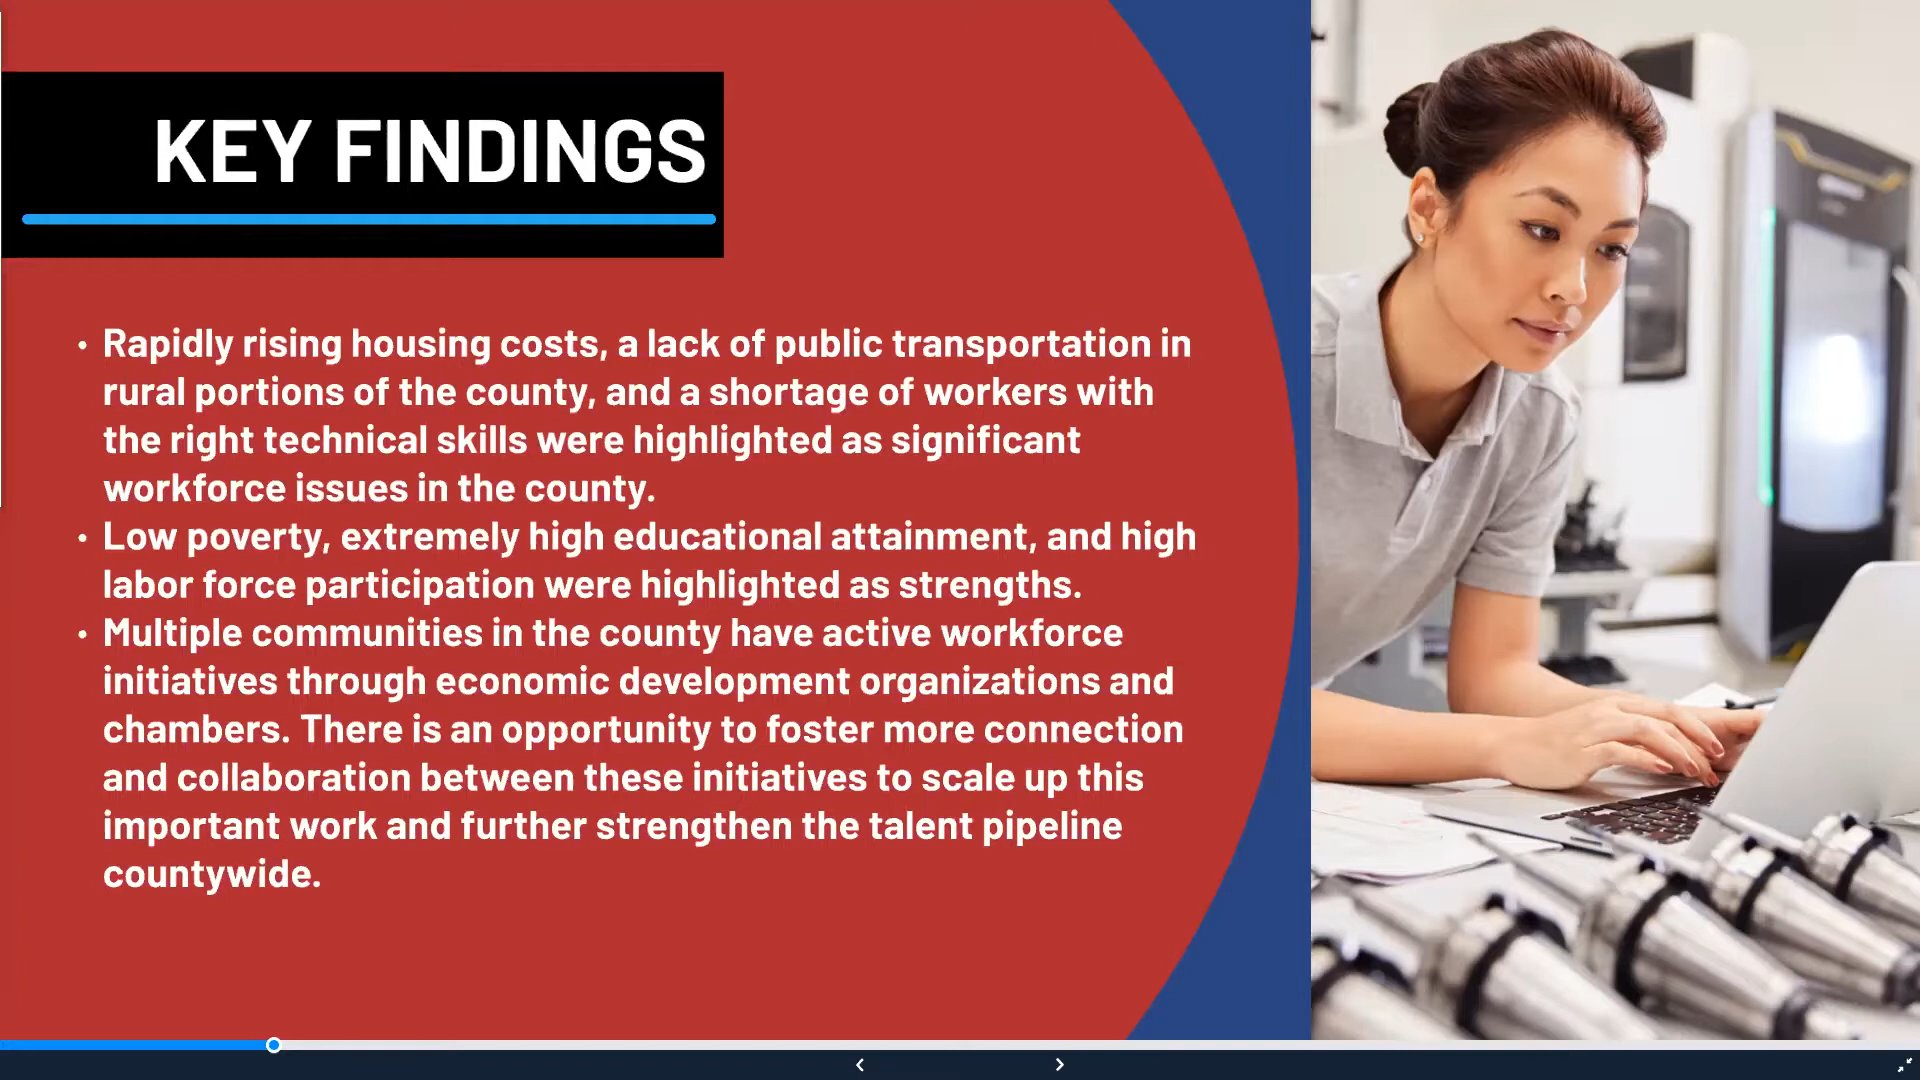 KEY FINDINGS
• Rapidly rising housing costs, a lack of public transportation in
rural portions of the county, and a shortage of workers with
the right technical skills were highlighted as significant
workforce issues in the county.
• Low poverty, extremely high educational attainment, and high
labor force participation were highlighted as strengths.
• Multiple communities in the county have active workforce
initiatives through economic development organizations and
chambers. There is an opportunity to foster more connection
and collaboration between these initiatives to scale up this
important work and further strengthen the talent pipeline
countywide.